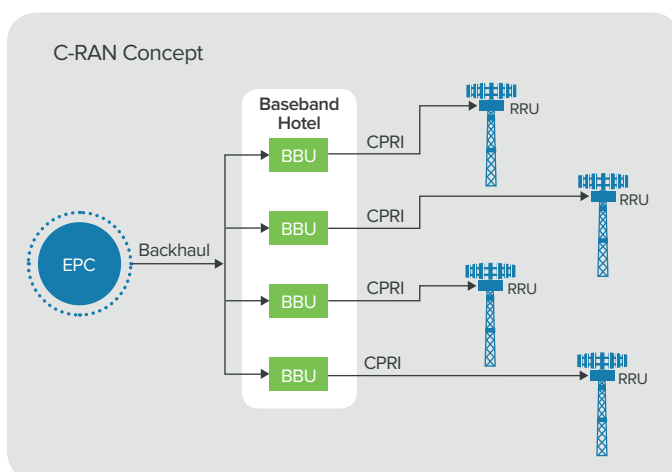 C-RAN Concept
Baseband
Hotel
CPRI
RRU
BBU
CPRI
RRU
BBU
Backhaul
EPC
CPRI
RRU
BBU
CPRI
RRU
BBU